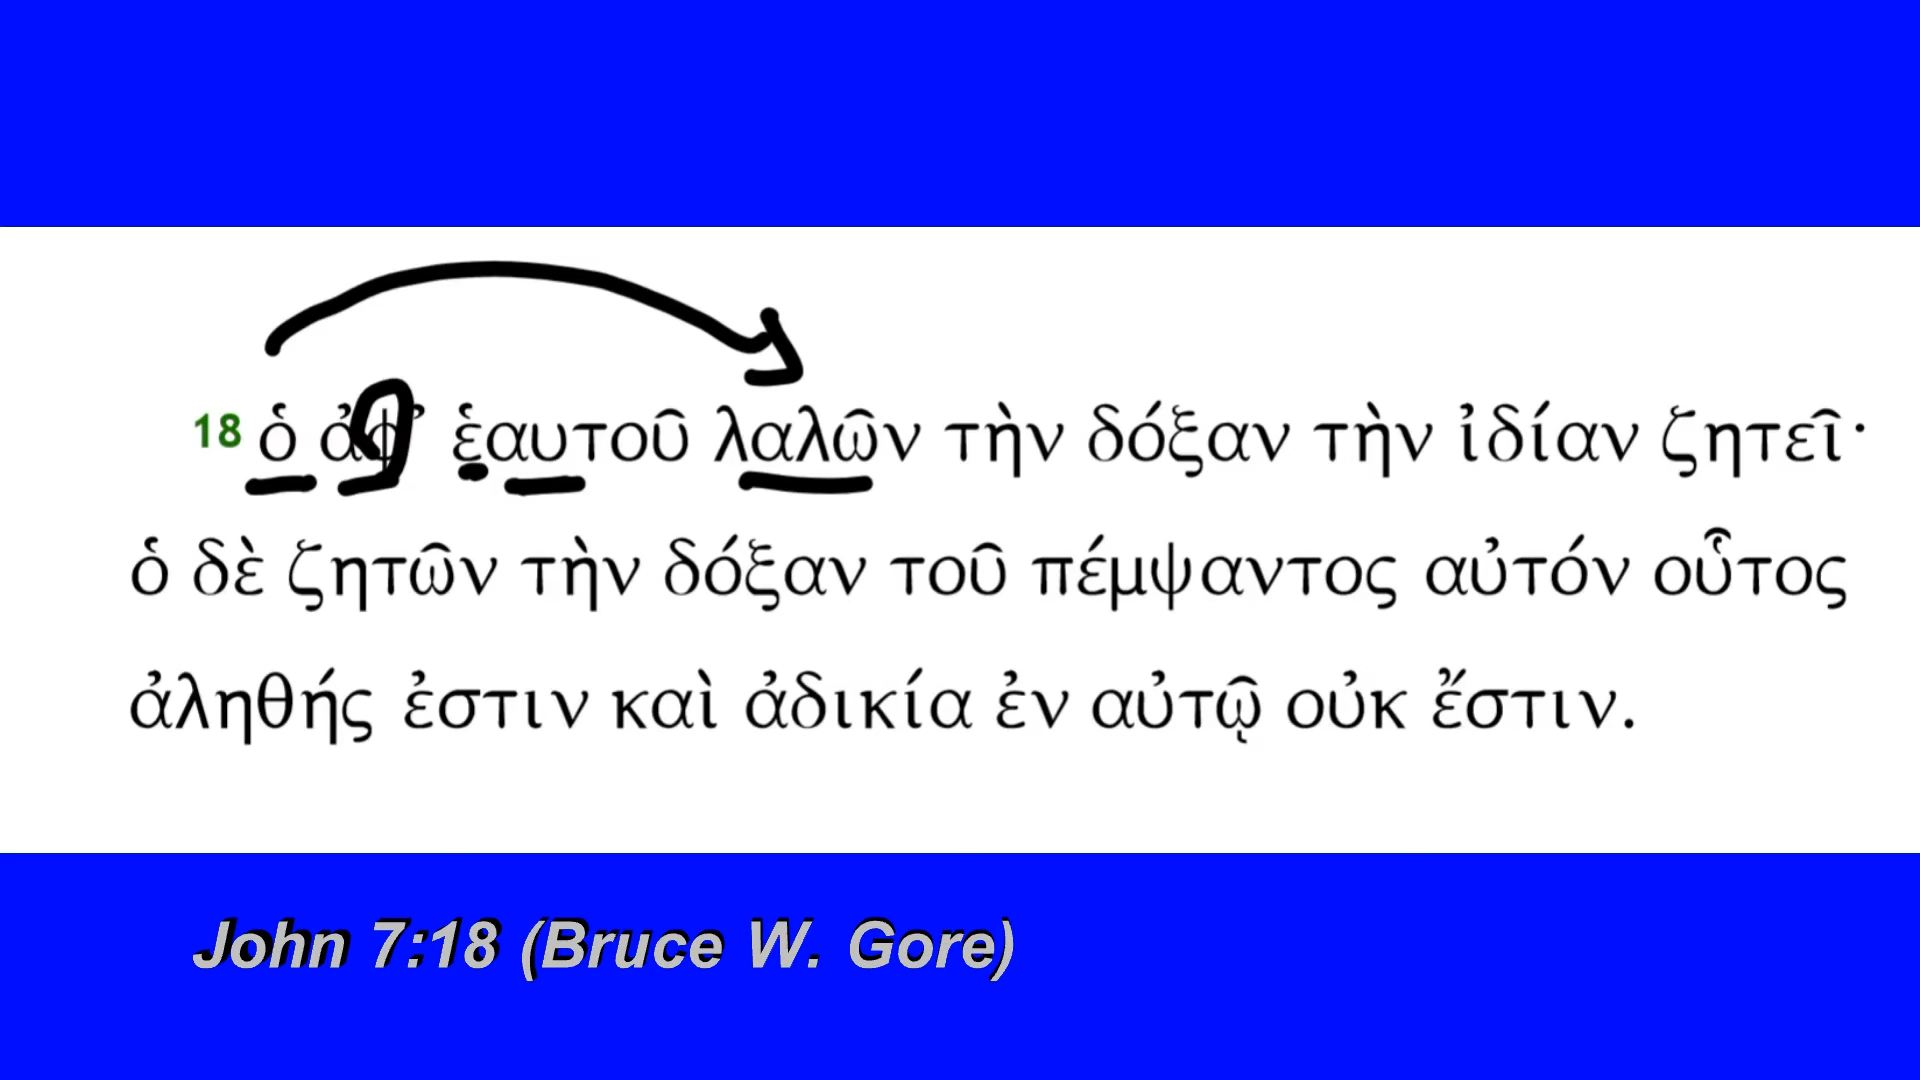 18 ὁ ἀφ’ ἑαυτοῦ λαλῶν τὴν δόξαν τὴν ἰδίαν ζητεῖ·
ὁ δὲ ζητῶν τὴν δόξαν τοῦ πέμψαντος αὐτόν οὗτος
ἀληθής ἐστιν καὶ ἀδικία ἐν αὐτῷ οὐκ ἔστιν.
John 7:18 (Bruce W. Gore)